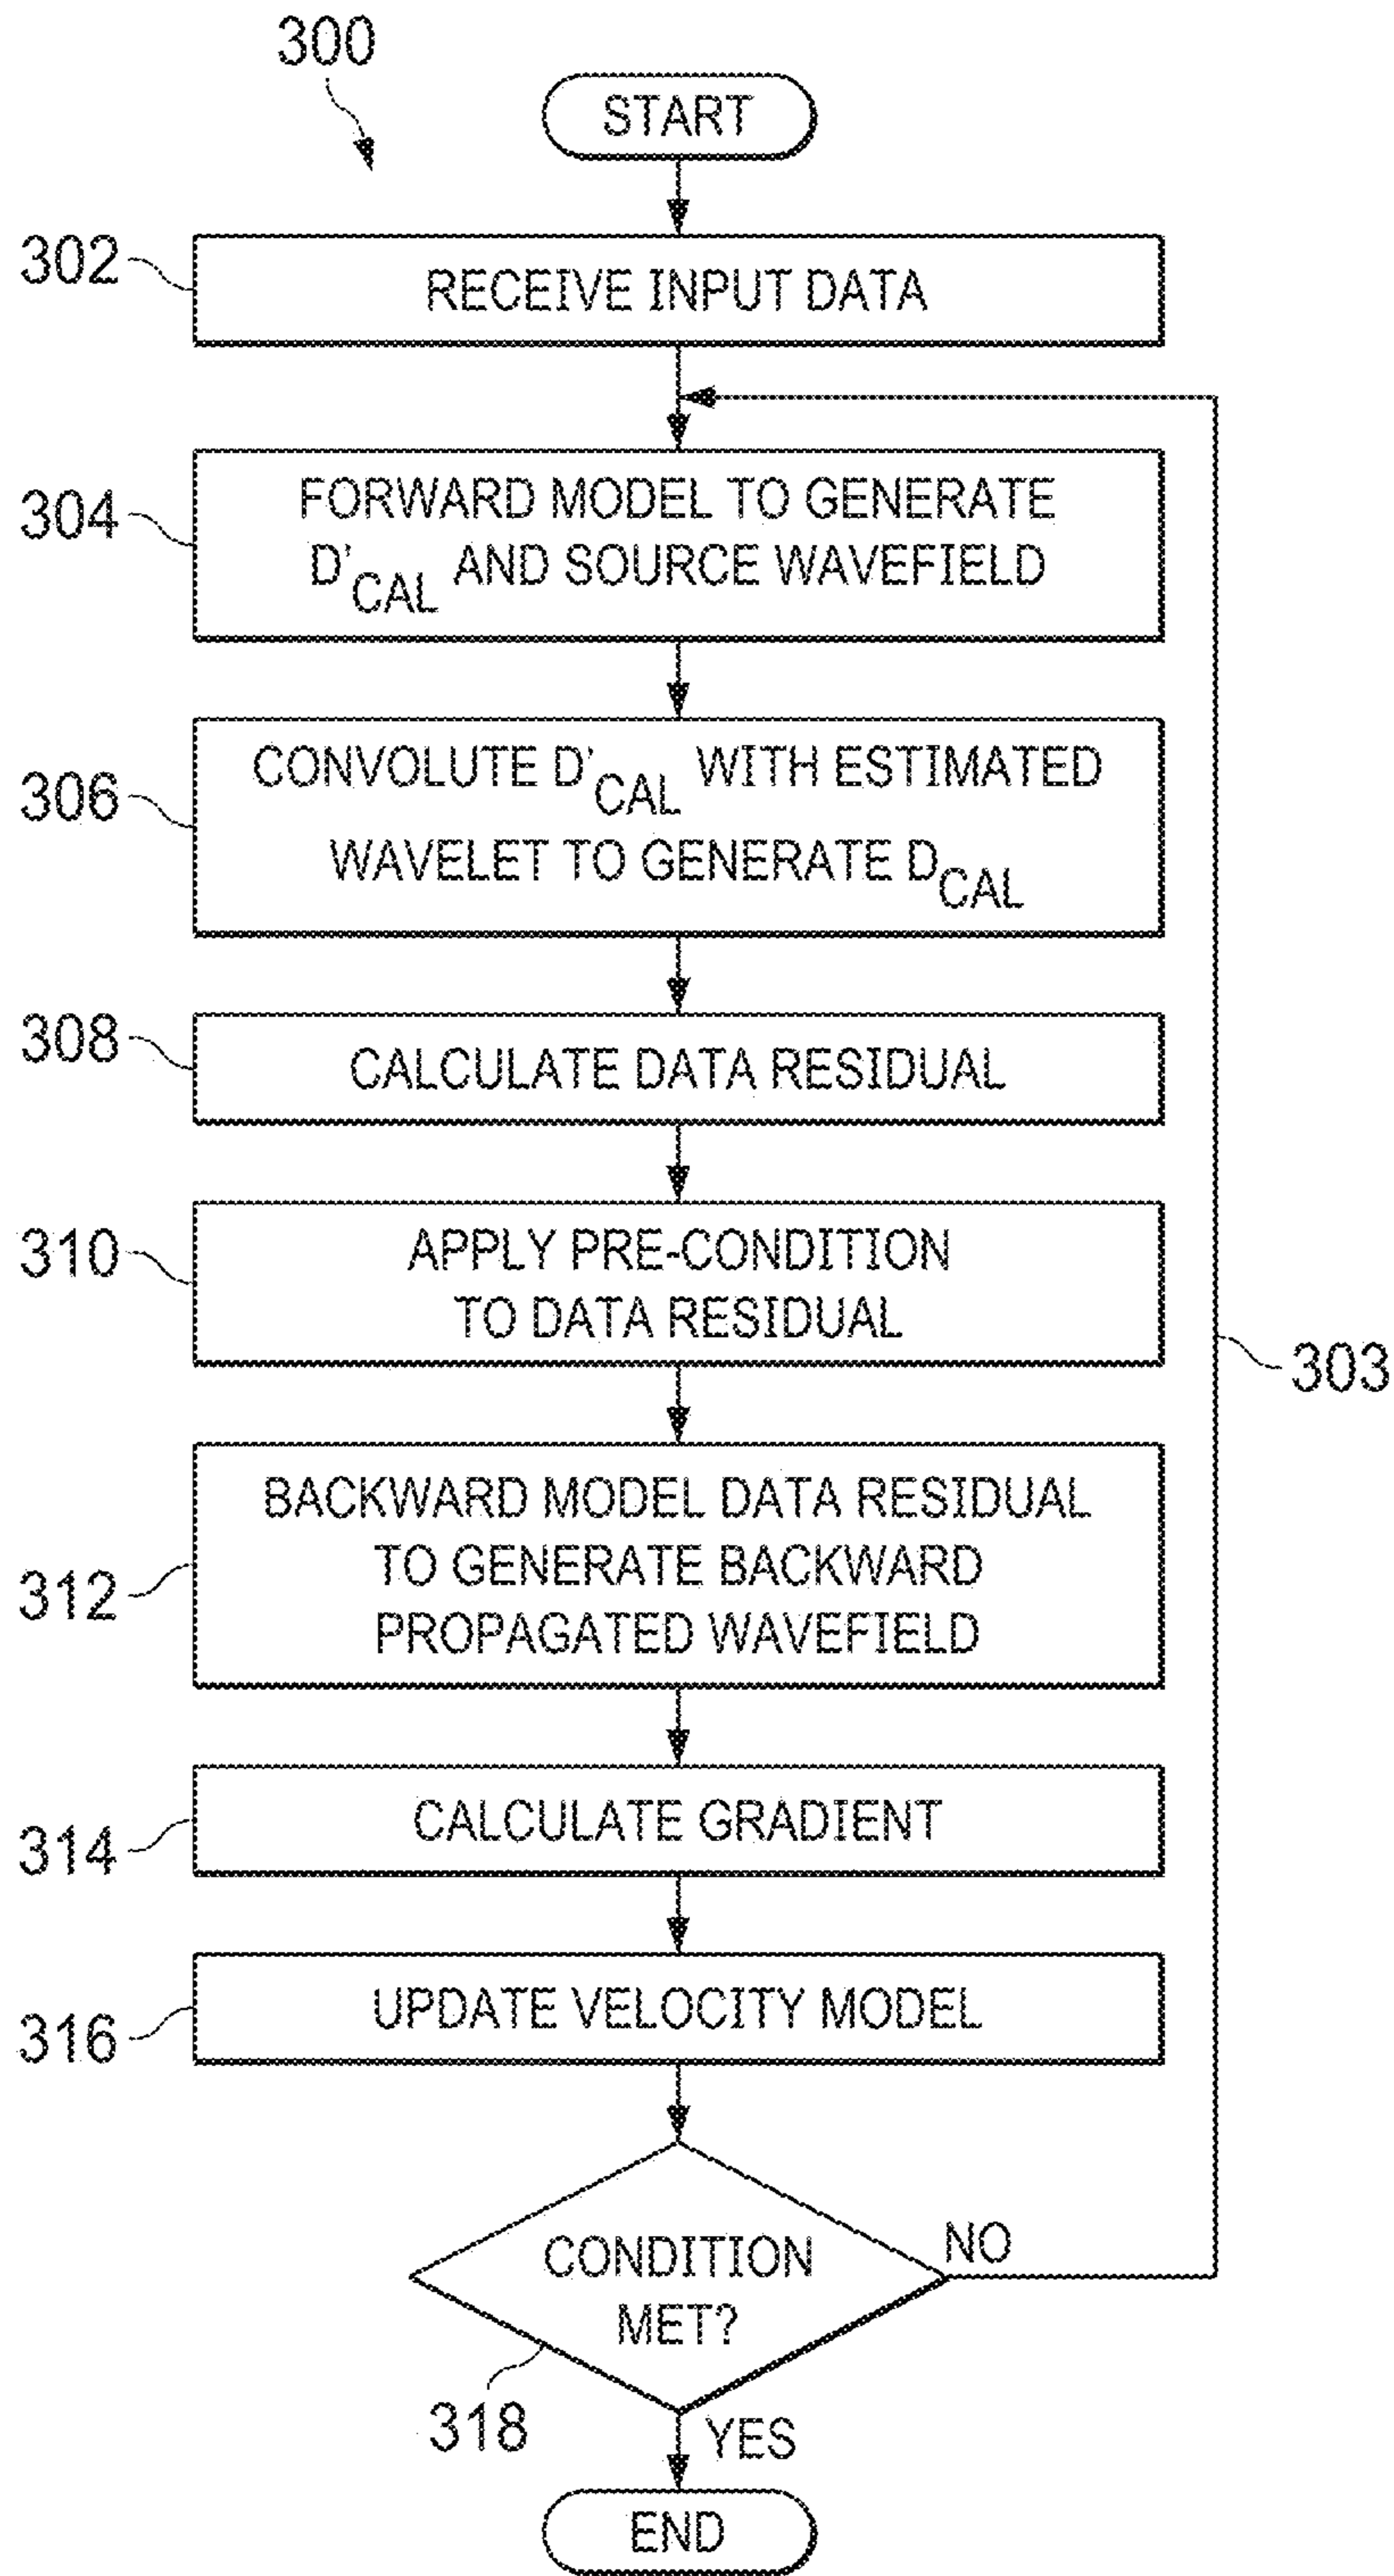 300
START
302
RECEIVE INPUT DATA
304
FORWARD MODEL TO GENERATE
D'CAL AND SOURCE WAVEFIELD
306
CONVOLUTE D'CAL WITH ESTIMATED
WAVELET TO GENERATE DCAL
308
CALCULATE DATA RESIDUAL
310
APPLY PRE-CONDITION
TO DATA RESIDUAL
303
312
BACKWARD MODEL DATA RESIDUAL
TO GENERATE BACKWARD
PROPAGATED WAVEFIELD
314
CALCULATE GRADIENT
316
UPDATE VELOCITY MODEL
CONDITION
MET?
NO
318
YES
END